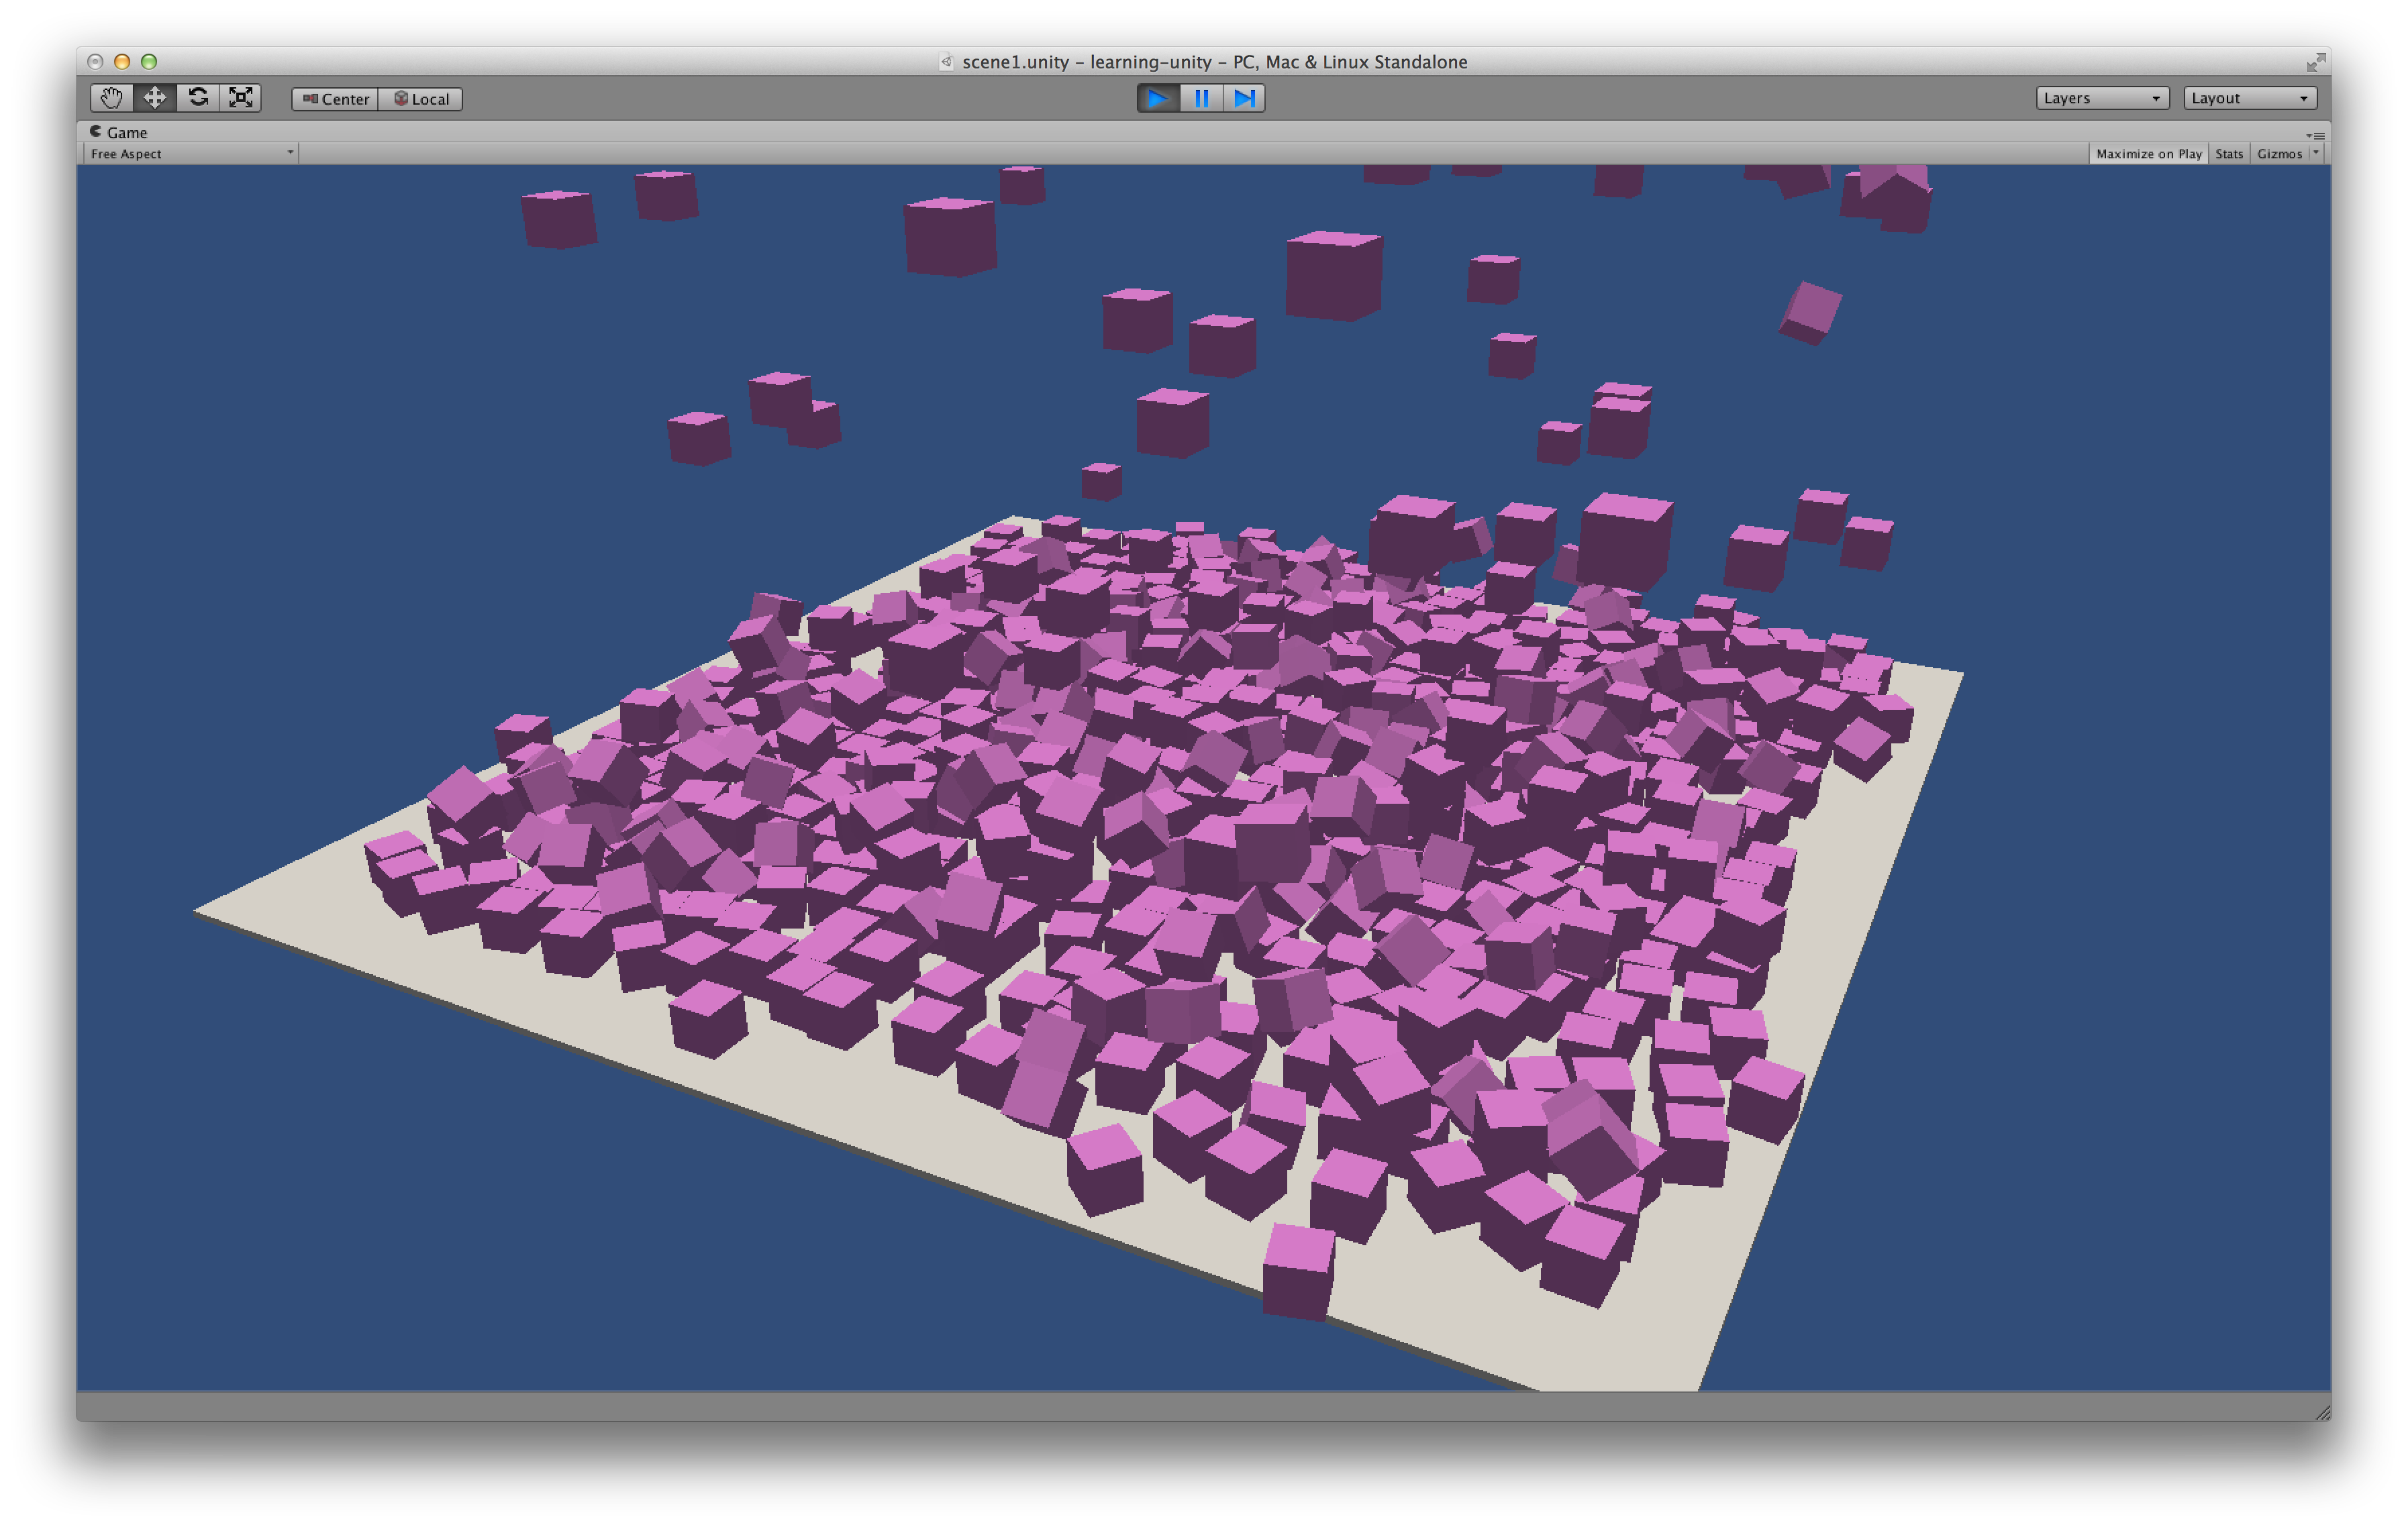 scene1.unity – learning-unity – PC, Mac & Linux Standalone
Center Local Layers Layout
Game
Free Aspect Maximize on Play Stats Gizmos